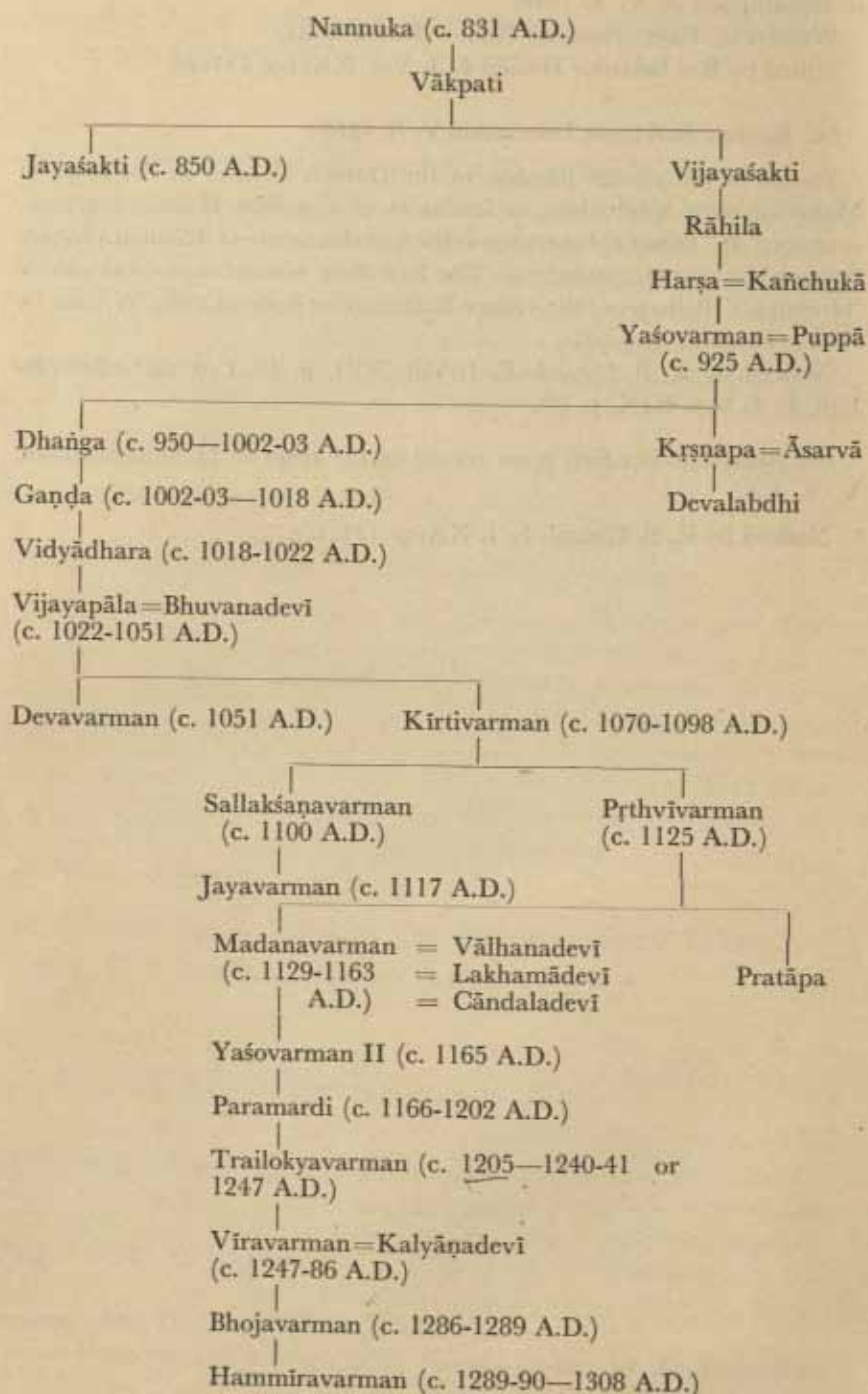 Nannuka (c. 831 A.D.)
Vākpati
Jayaśakti (c. 850 A.D.)
Vijayaśakti
Rāhila
Harṣa=Kañchukā
Yaśovarman=Puppā
(c. 925 A.D.)
Ḍhaṅga (c. 950—1002-03 A.D.)
Kṛṣṇapa=Āsarvā
Gaṇḍa (c. 1002-03—1018 A.D.)
Devalabdhi
Vidyādhara (c. 1018-1022 A.D.)
Vijayapāla=Bhuvanadevī
(c. 1022-1051 A.D.)
Devavarman (c. 1051 A.D.) Kīrtivarman (c. 1070-1098 A.D.)
Sallakśaṇavarman
(c. 1100 A.D.)
Pṛthvīvarman
(c. 1125 A.D.)
Jayavarman (c. 1117 A.D.)
Madanavarman = Vālhanadevī
(c. 1129-1163 = Lakhamādevī
A.D.) = Cāndaladevī
Pratāpa
Yaśovarman II (c. 1165 A.D.)
Paramardi (c. 1166-1202 A.D.)
Trailokyavarman (c. 1205—1240-41 or
1247 A.D.)
Vīravarman=Kalyāṇadevī
(c. 1247-86 A.D.)
Bhojavarman (c. 1286-1289 A.D.)
Hammīravarman (c. 1289-90—1308 A.D.)